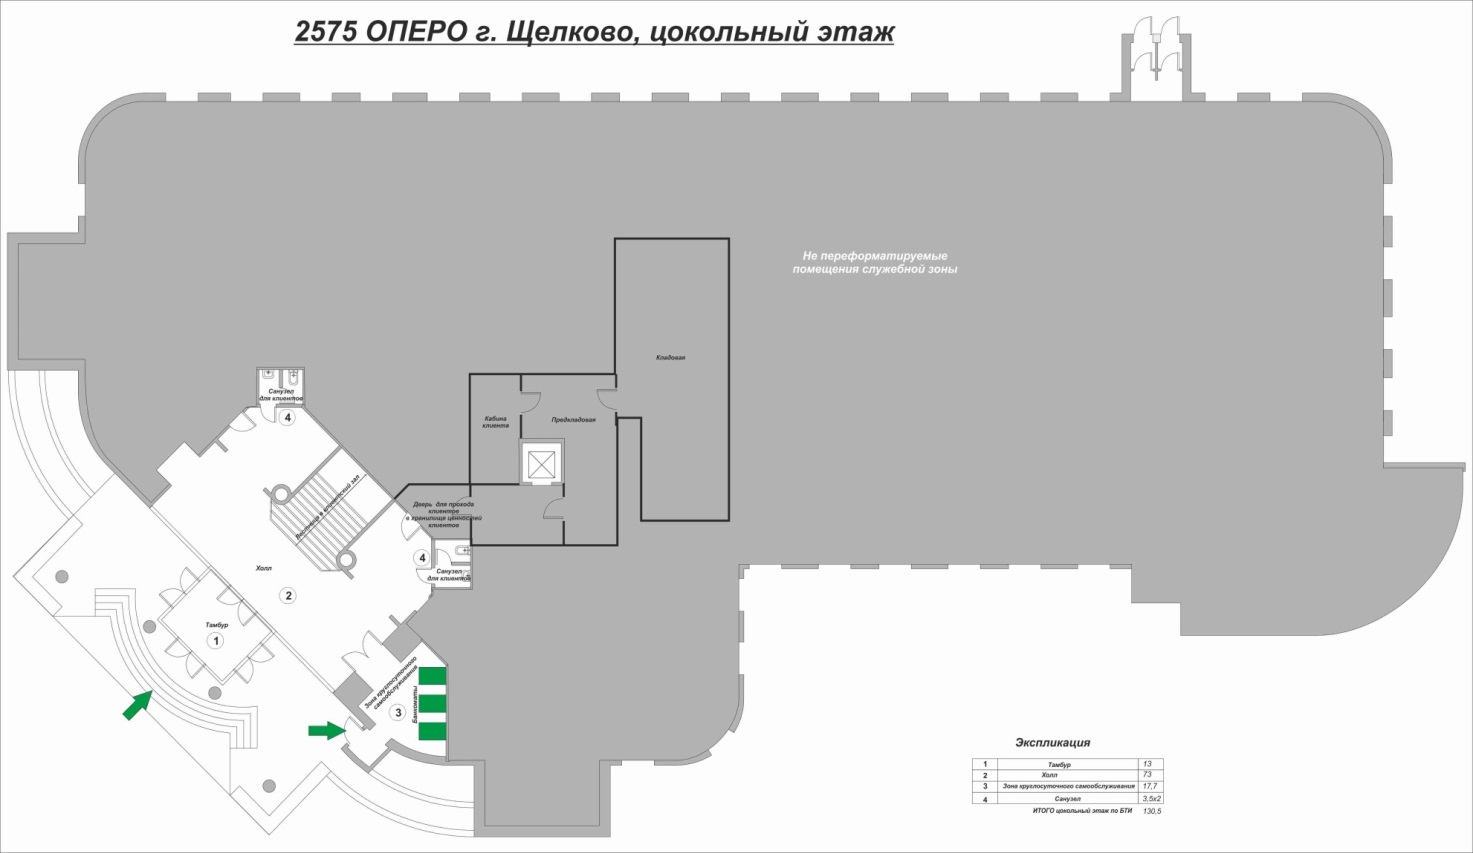 2575 ОПЕРО г. Щелково, цокольный этаж
Не переформатируемые
помещения служебной зоны
Кладовая
Санузел
для клиентов
4
Кабина
клиента
Предкладовая
Лестница в клиентский зал
Дверь для прохода
клиентов
в хранилище ценностей
клиентов
4
Санузел
для клиентов
Холл
2
Тамбур
1
Зона круглосуточного
самообслуживания
Банкоматы
3
Экспликация
1 Тамбур 13
2 Холл 73
3 Зона круглосуточного самообслуживания 17,7
4 Санузел 3,5х2
ИТОГО цокольный этаж по БТИ 130,5